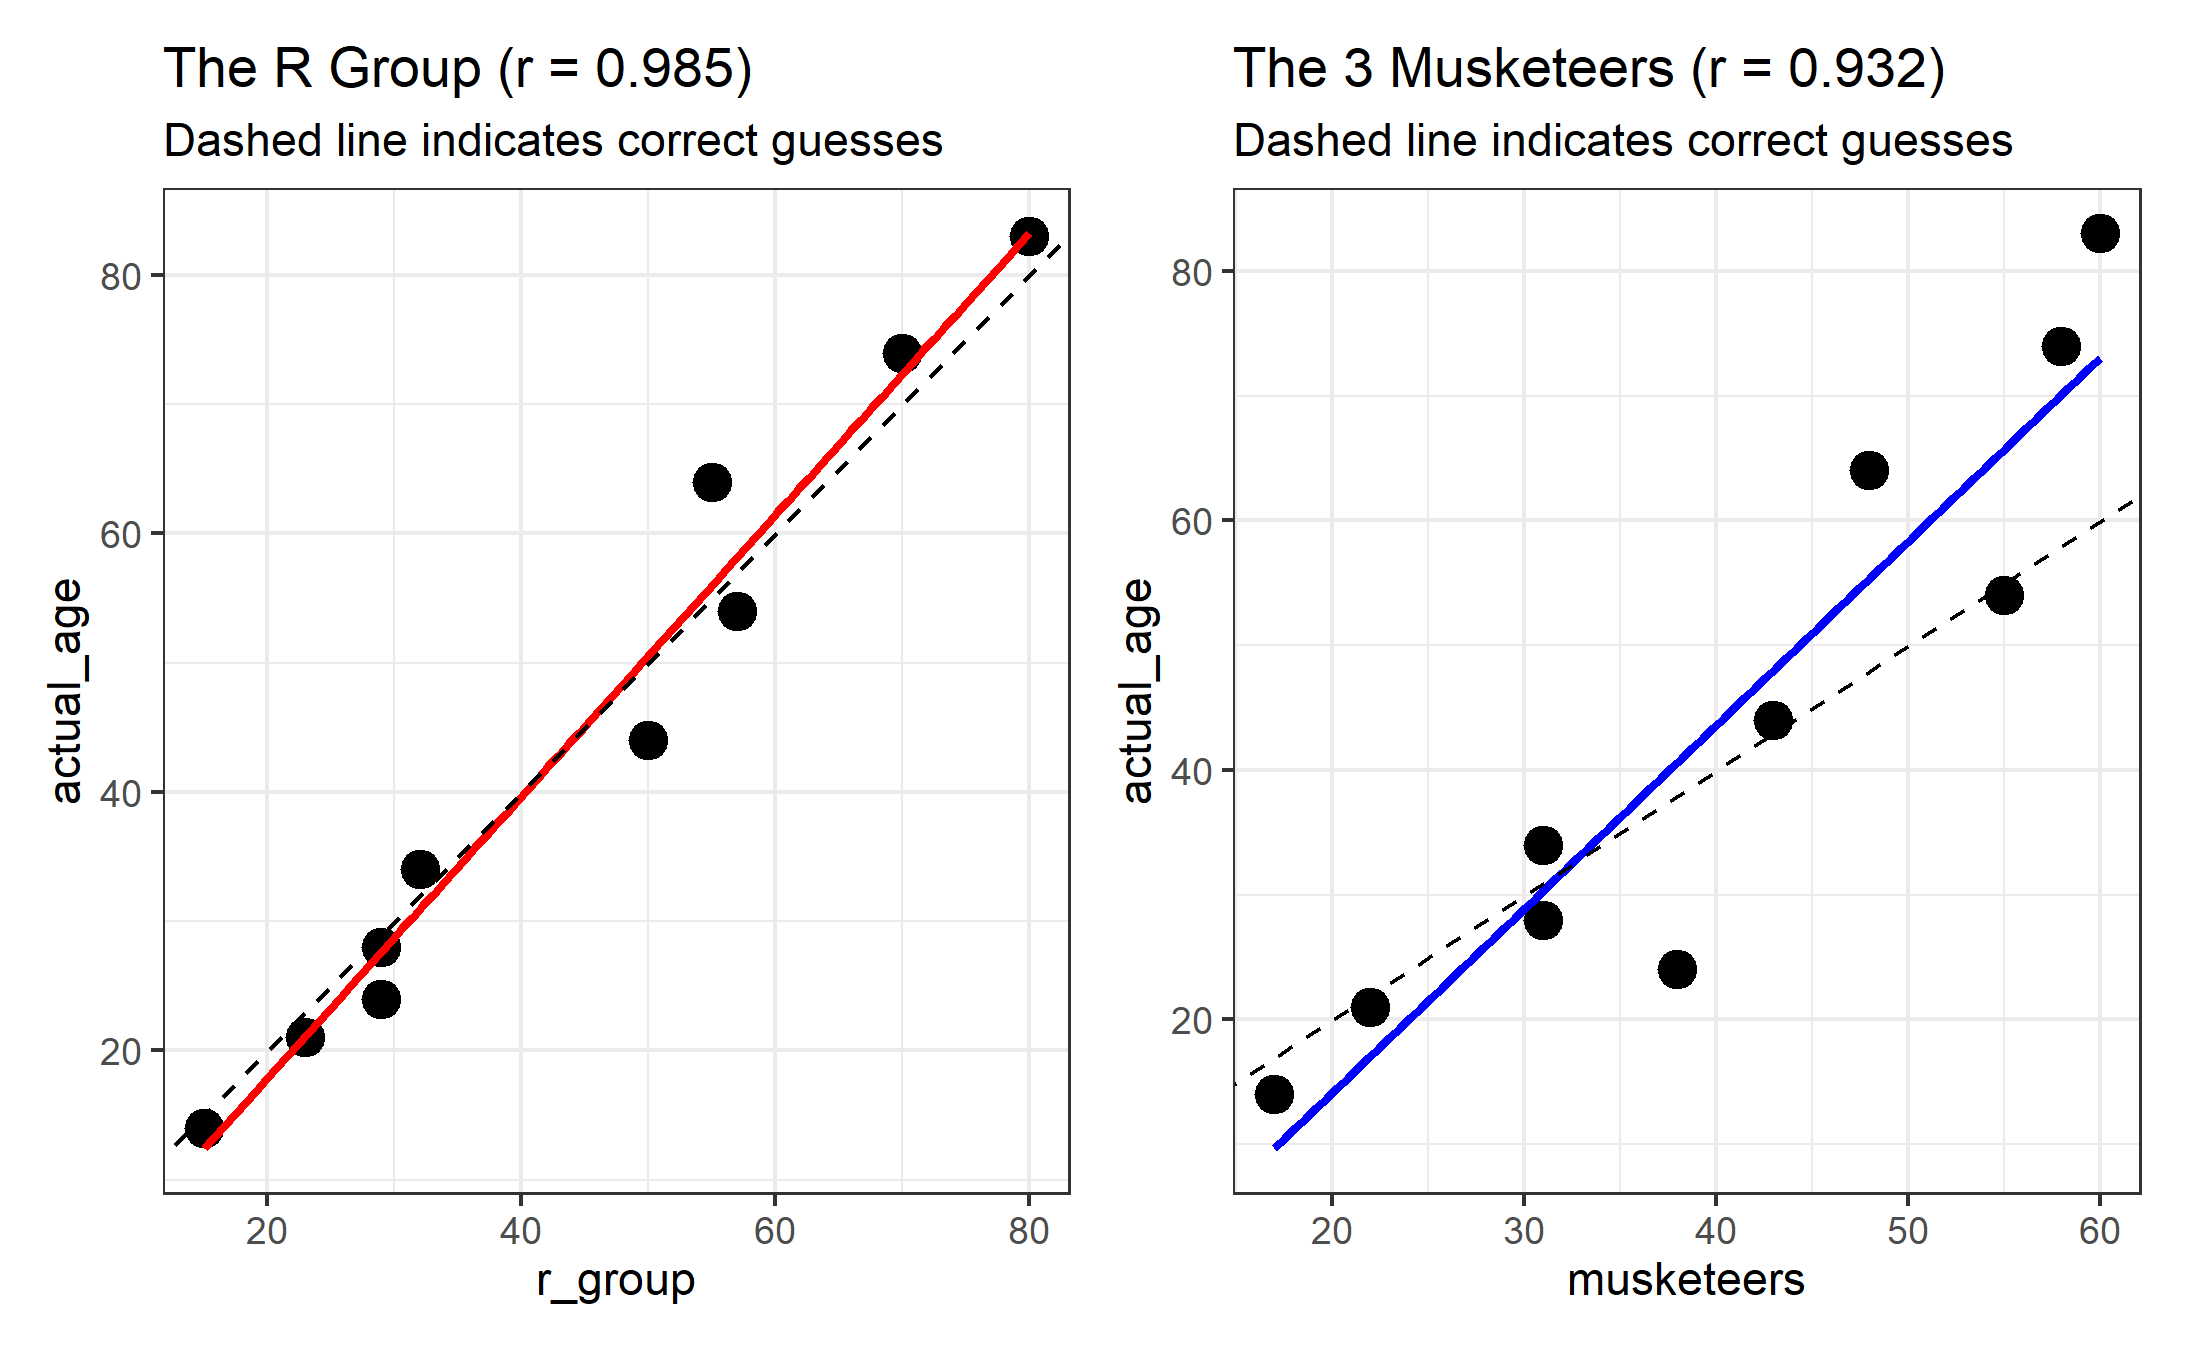 The R Group (r = 0.985)
Dashed line indicates correct guesses
actual_age
80
60
40
20
20 40 60 80
r_group
The 3 Musketeers (r = 0.932)
Dashed line indicates correct guesses
actual_age
80
60
40
20
20 30 40 50 60
musketeers